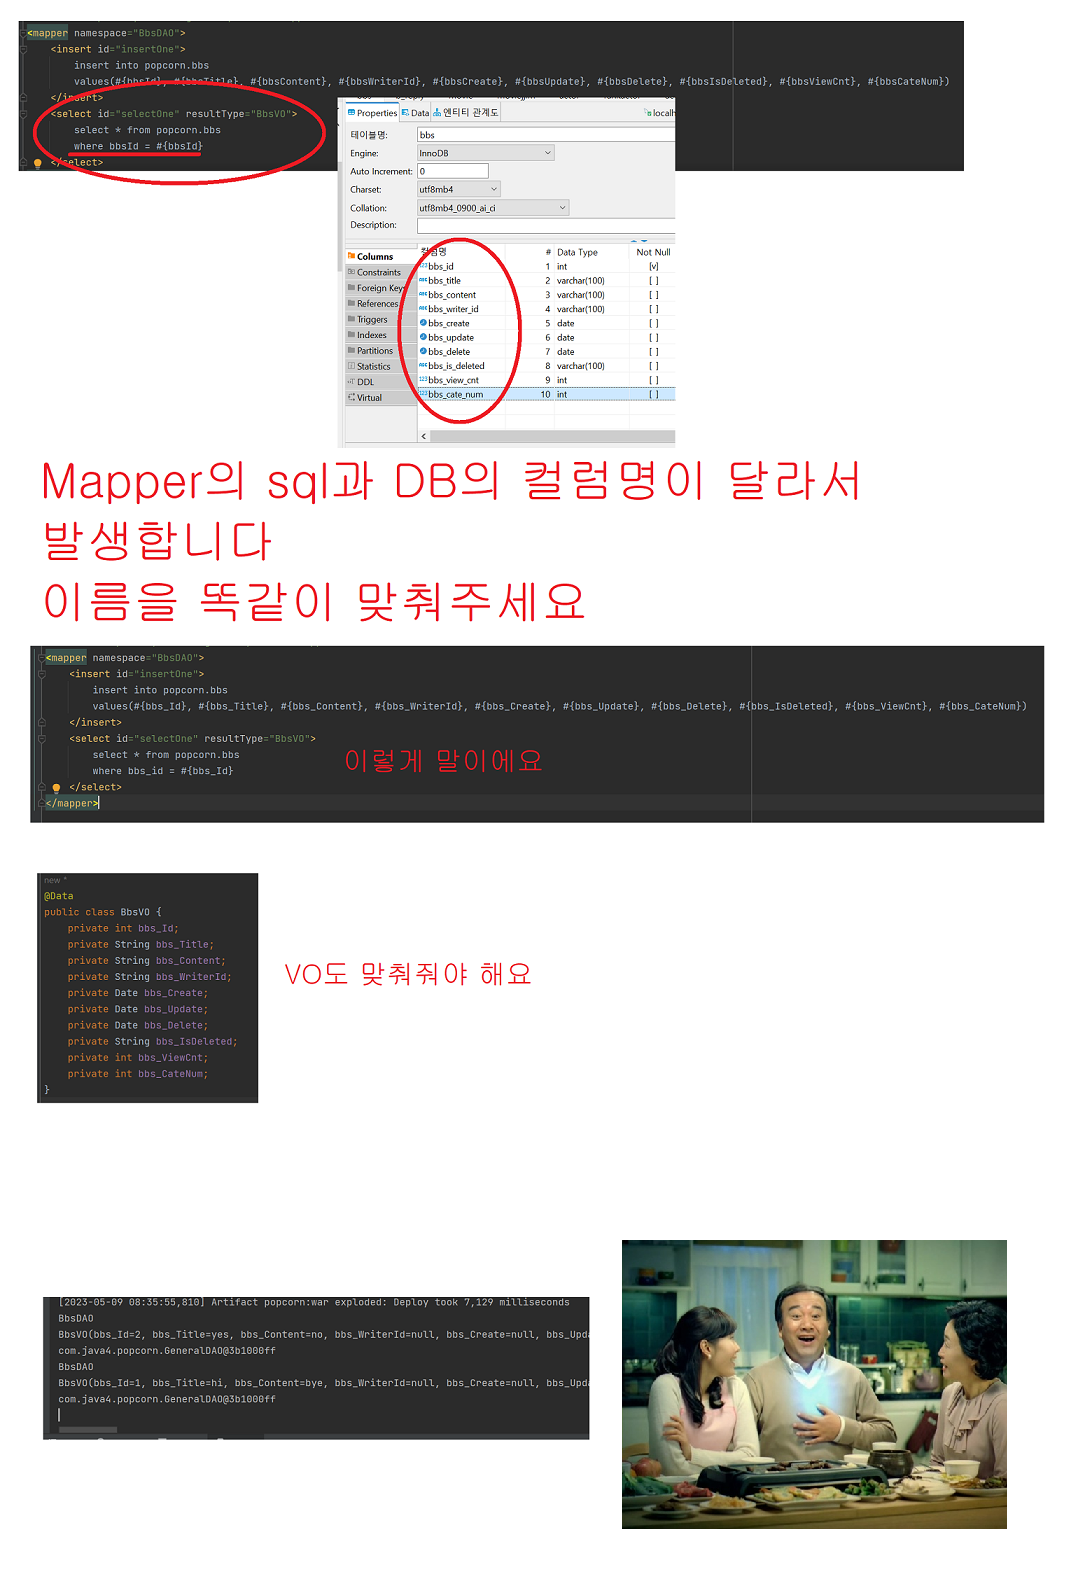 <mapper namespace="BbsDAO">
<insert id="insertOne">
insert into popcorn.bbs
values(#{bbsId}, #{bbsTitle}, #{bbsContent}, #{bbsWriterId}, #{bbsCreate}, #{bbsUpdate}, #{bbsDelete}, #{bbsIsDeleted}, #{bbsViewCnt}, #{bbsCateNum})
</insert>
<select id="selectOne" resultType="BbsVO">
select * from popcorn.bbs
where bbsId = #{bbsId}
</select>
Properties Data 엔티티 관계도 localh
테이블명: bbs
Engine: InnoDB
Auto Increment: 0
Charset: utf8mb4
Collation: utf8mb4_0900_ai_ci
Description:
컬럼명 # Data Type Not Null
Columns
Constraints
Foreign Keys
References
Triggers
Indexes
Partitions
Statistics
DDL
Virtual
123 bbs_id 1 int [v]
ABC bbs_title 2 varchar(100) [ ]
ABC bbs_content 3 varchar(100) [ ]
ABC bbs_writer_id 4 varchar(100) [ ]
bbs_create 5 date [ ]
bbs_update 6 date [ ]
bbs_delete 7 date [ ]
ABC bbs_is_deleted 8 varchar(100) [ ]
123 bbs_view_cnt 9 int [ ]
123 bbs_cate_num 10 int [ ]
Mapper의 sql과 DB의 컬럼명이 달라서
발생합니다
이름을 똑같이 맞춰주세요
<mapper namespace="BbsDAO">
<insert id="insertOne">
insert into popcorn.bbs
values(#{bbs_Id}, #{bbs_Title}, #{bbs_Content}, #{bbs_WriterId}, #{bbs_Create}, #{bbs_Update}, #{bbs_Delete}, #{bbs_IsDeleted}, #{bbs_ViewCnt}, #{bbs_CateNum})
</insert>
<select id="selectOne" resultType="BbsVO">
select * from popcorn.bbs
where bbs_id = #{bbs_Id}
</select>
</mapper>
이렇게 말이에요
new *
@Data
public class BbsVO {
private int bbs_Id;
private String bbs_Title;
private String bbs_Content;
private String bbs_WriterId;
private Date bbs_Create;
private Date bbs_Update;
private Date bbs_Delete;
private String bbs_IsDeleted;
private int bbs_ViewCnt;
private int bbs_CateNum;
}
VO도 맞춰줘야 해요
[2023-05-09 08:35:55,810] Artifact popcorn:war exploded: Deploy took 7,129 milliseconds
BbsDAO
BbsVO(bbs_Id=2, bbs_Title=yes, bbs_Content=no, bbs_WriterId=null, bbs_Create=null, bbs_Upda
com.java4.popcorn.GeneralDAO@3b1000ff
BbsDAO
BbsVO(bbs_Id=1, bbs_Title=hi, bbs_Content=bye, bbs_WriterId=null, bbs_Create=null, bbs_Upda
com.java4.popcorn.GeneralDAO@3b1000ff